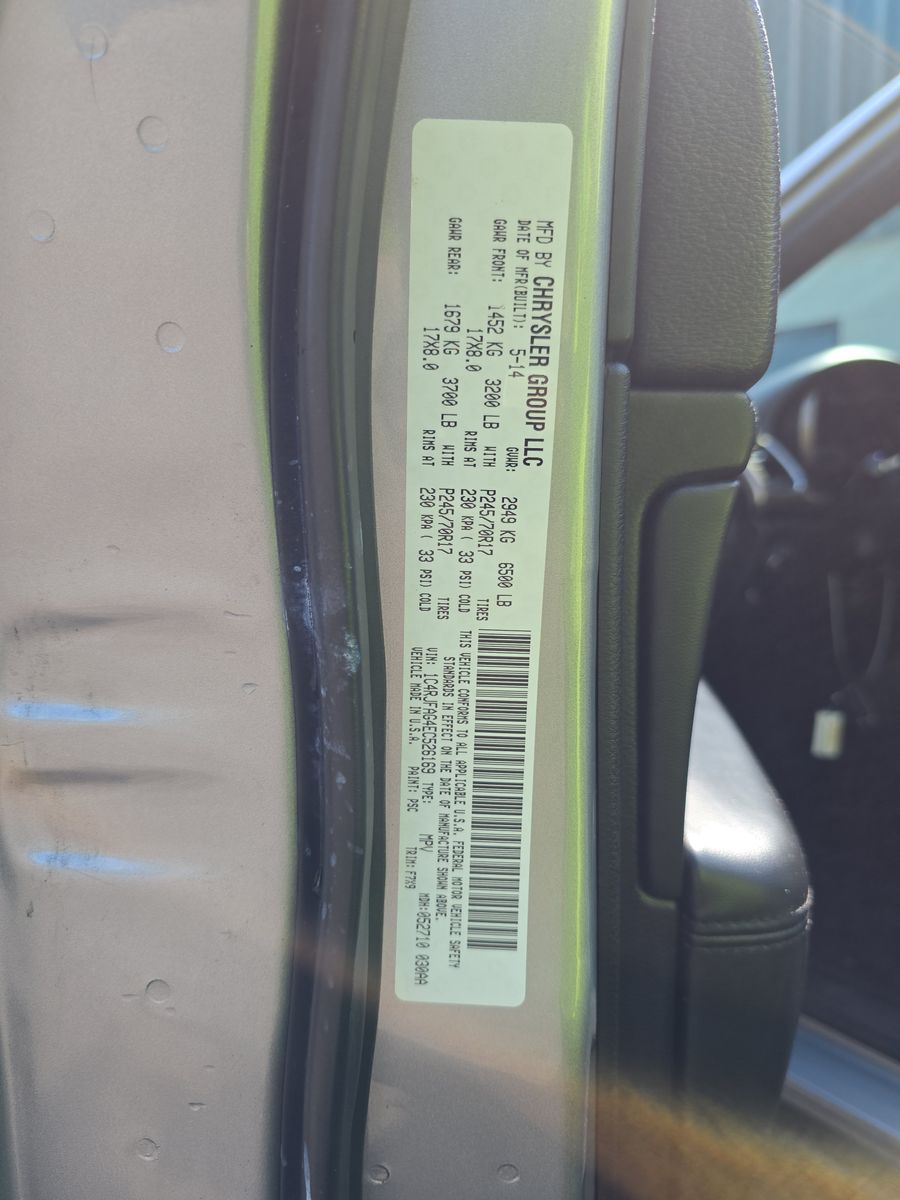 MFD BY CHRYSLER GROUP LLC
DATE OF MFR(BUILT): 5-14 GVWR: 2949 KG 6500 LB
GAWR FRONT: 1452 KG 3200 LB WITH P245/70R17 TIRES
17X8.0 RIMS AT 230 KPA ( 33 PSI) COLD
GAWR REAR: 1679 KG 3700 LB WITH P245/70R17 TIRES
17X8.0 RIMS AT 230 KPA ( 33 PSI) COLD
THIS VEHICLE CONFORMS TO ALL APPLICABLE U.S.A. FEDERAL MOTOR VEHICLE SAFETY
STANDARDS IN EFFECT ON THE DATE OF MANUFACTURE SHOWN ABOVE.
VIN: 1C4RJFAG4EC526169 TYPE: MPV MDH:052710 030AA
VEHICLE MADE IN U.S.A. PAINT: PSC TRIM: F7X9